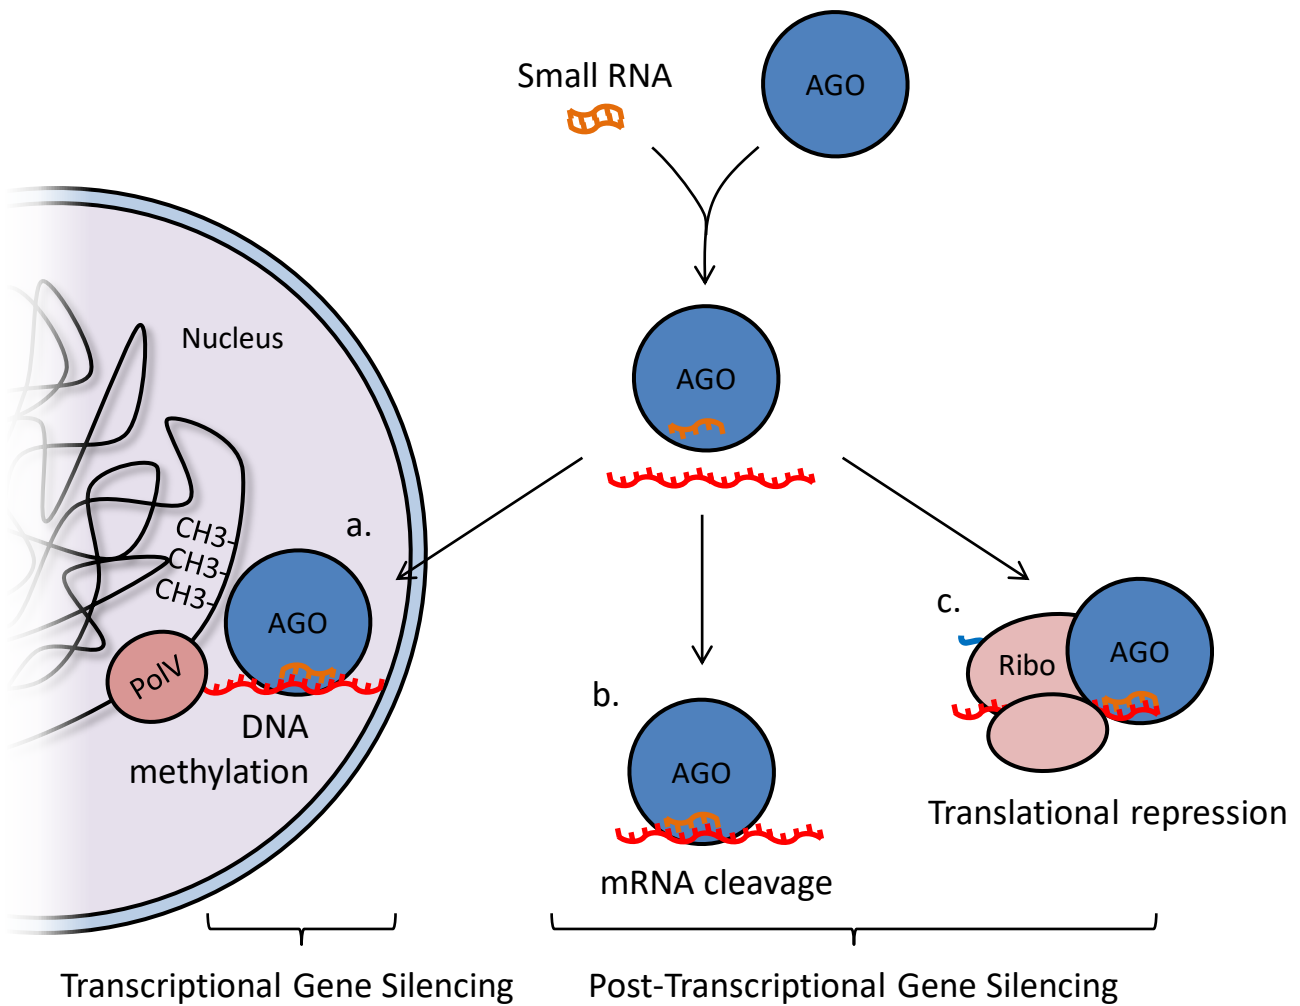 Small RNA
AGO
Nucleus
AGO
a.
CH3-
CH3-
CH3-
AGO
PolV
DNA
methylation
b.
AGO
mRNA cleavage
c.
Ribo
AGO
Translational repression
Transcriptional Gene Silencing
Post-Transcriptional Gene Silencing